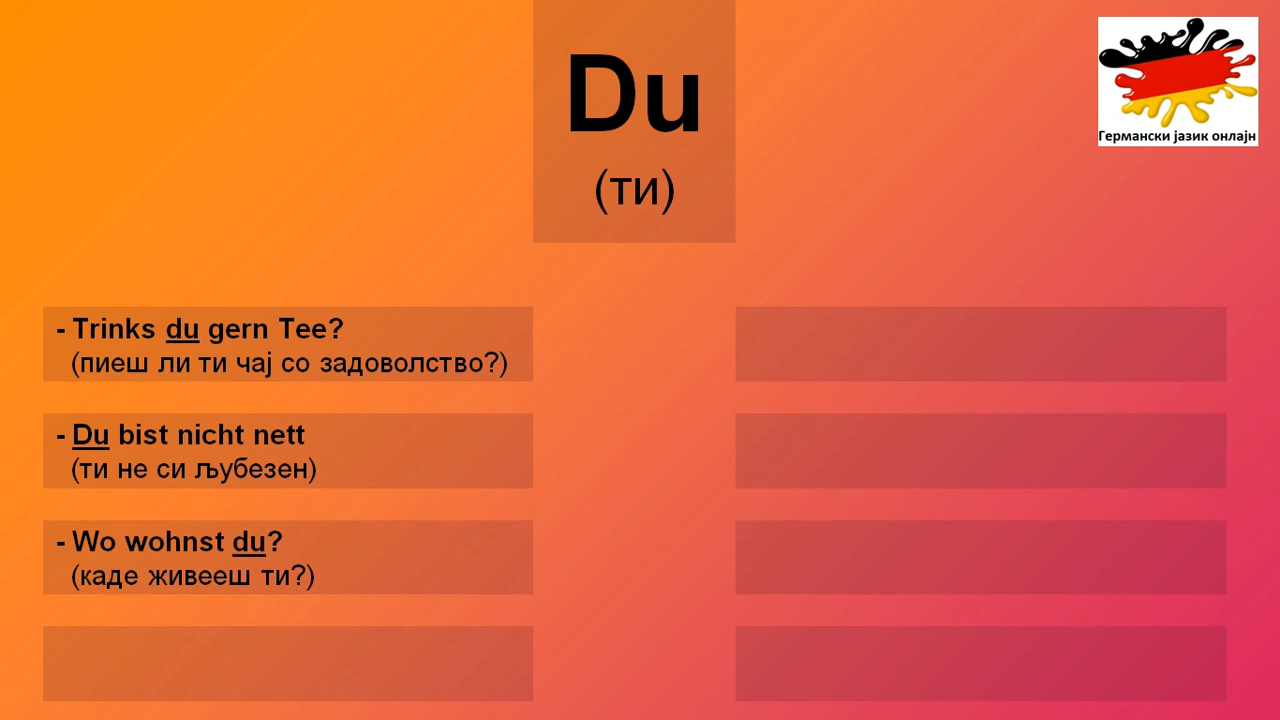 Du
(ти)
Германски јазик онлајн
- Trinks du gern Tee?
(пиеш ли ти чај со задоволство?)
- Du bist nicht nett
(ти не си љубезен)
- Wo wohnst du?
(каде живееш ти?)